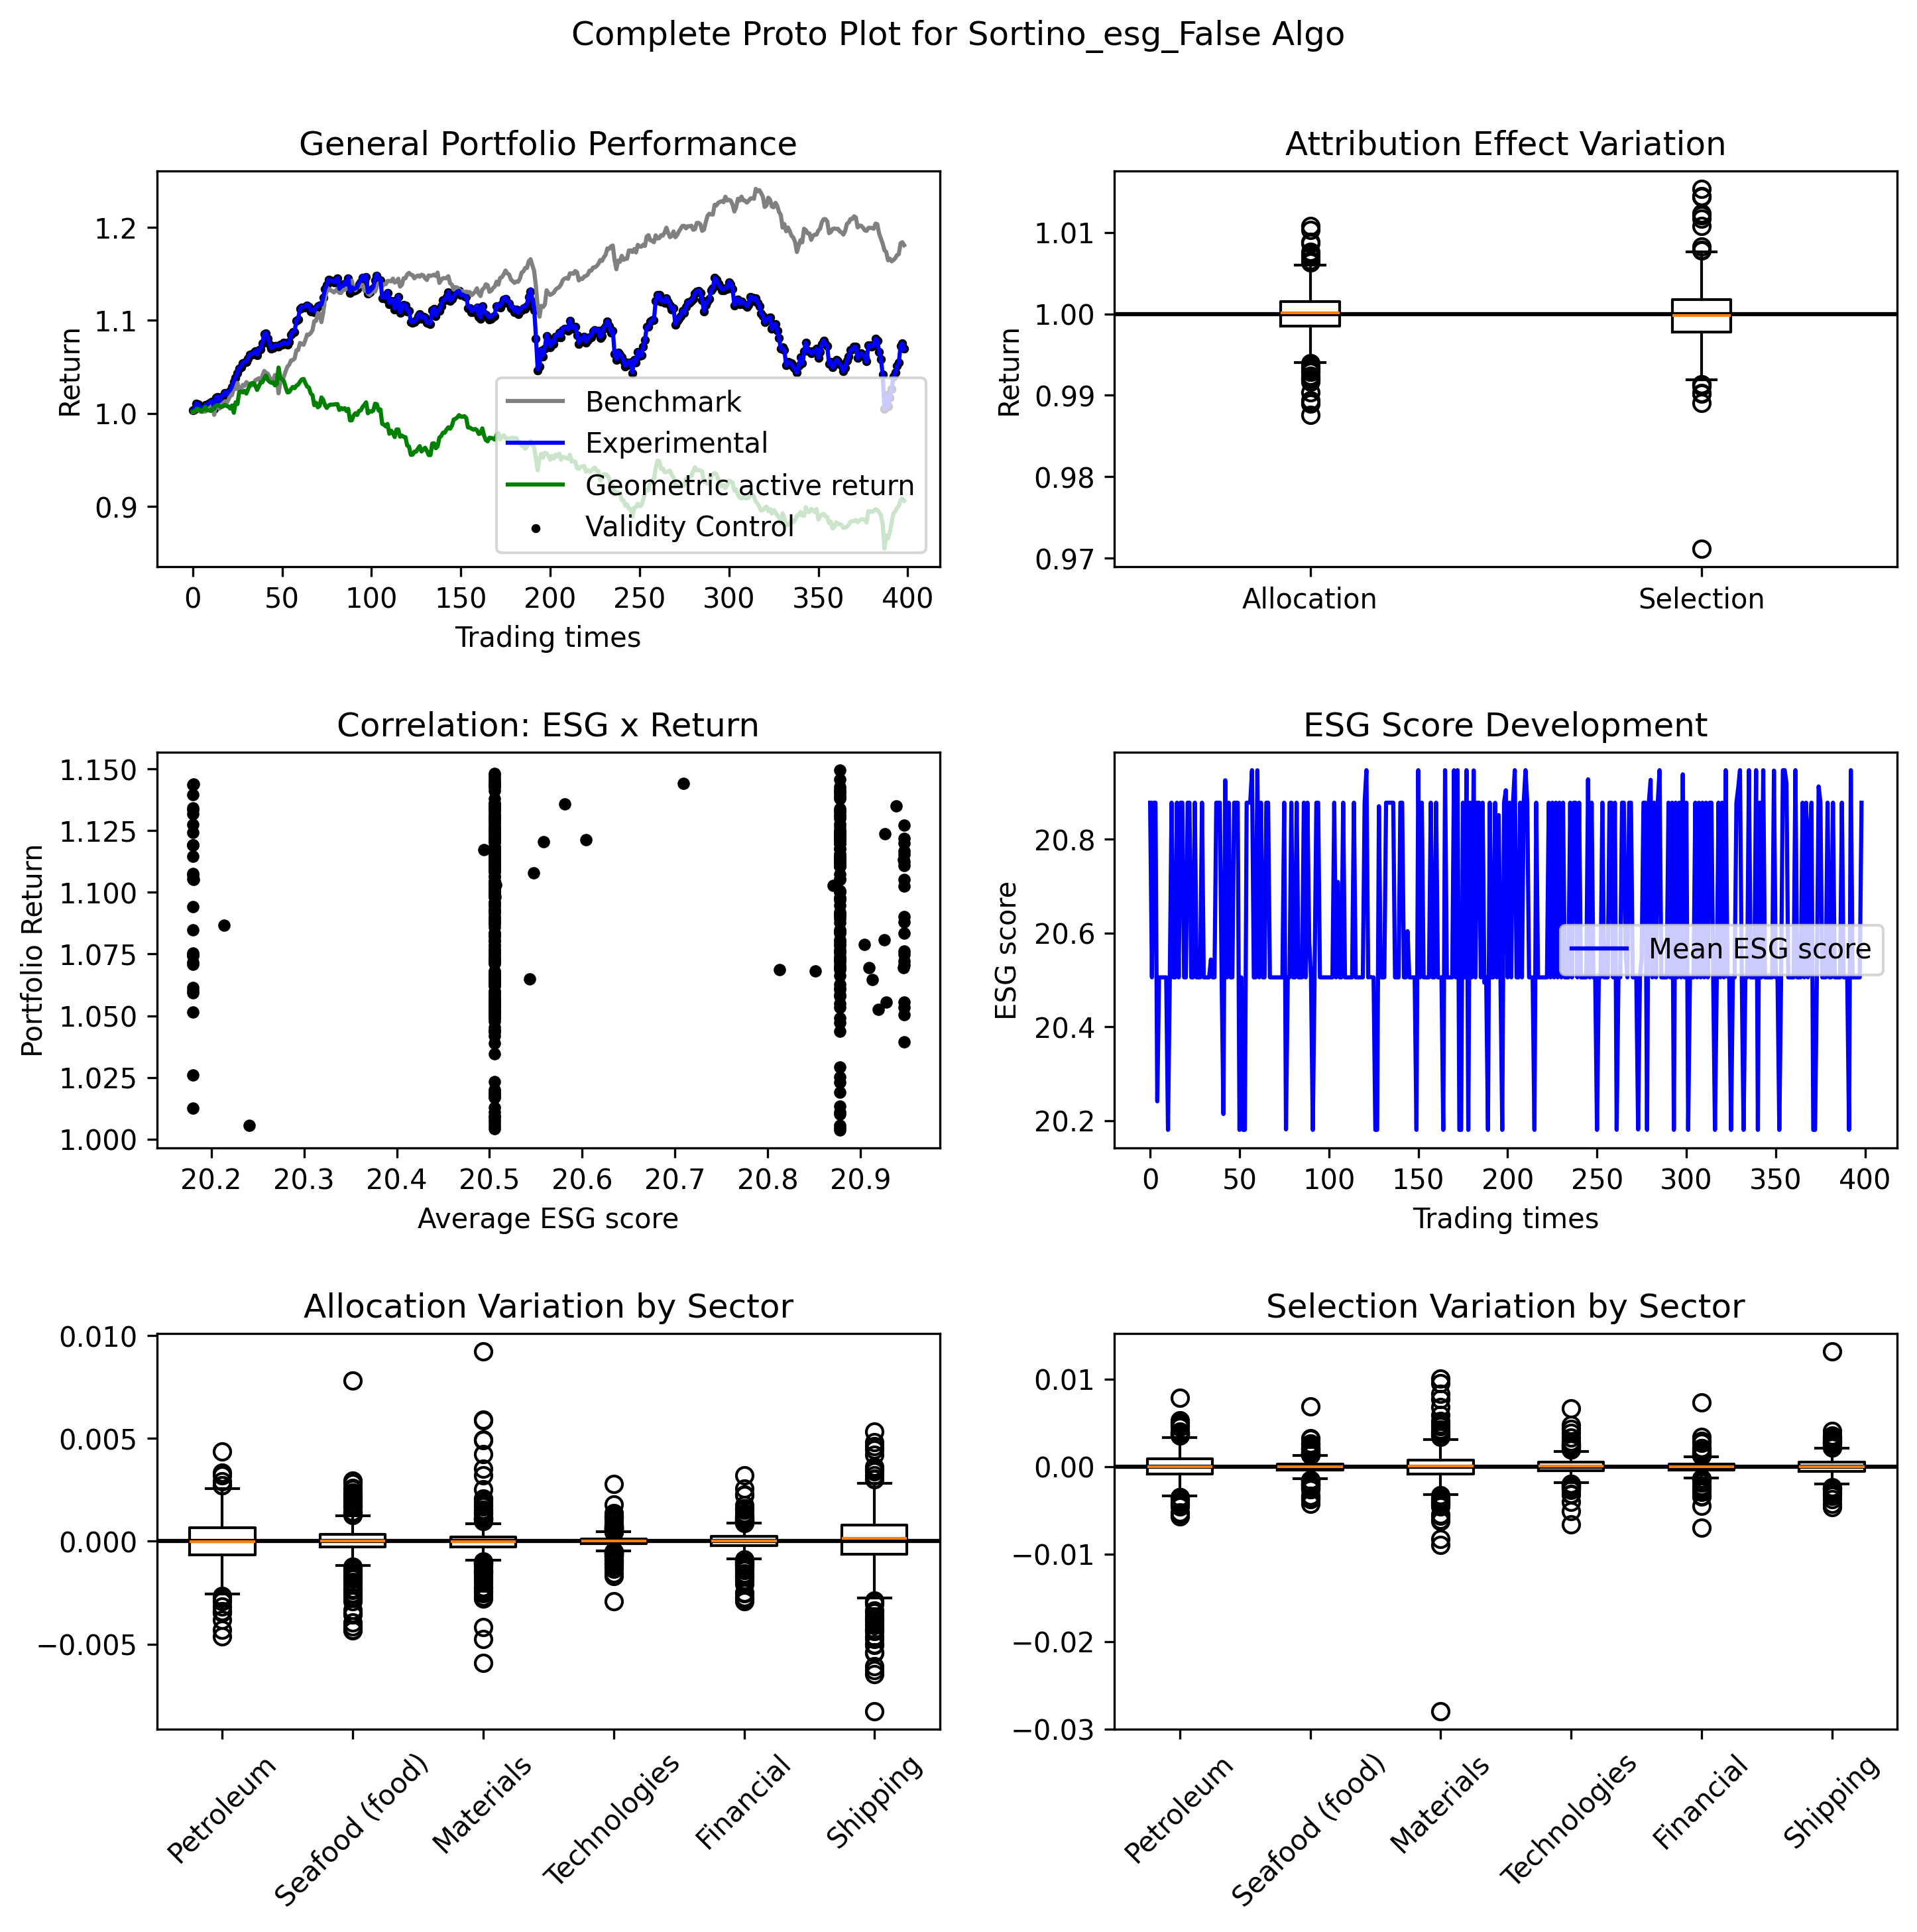 Complete Proto Plot for Sortino_esg_False Algo
General Portfolio Performance
Return
1.2
1.1
1.0
0.9
Benchmark
Experimental
Geometric active return
Validity Control
0 50 100 150 200 250 300 350 400
Trading times
Attribution Effect Variation
Return
1.01
1.00
0.99
0.98
0.97
Allocation Selection
Correlation: ESG x Return
Portfolio Return
1.150
1.125
1.100
1.075
1.050
1.025
1.000
20.2 20.3 20.4 20.5 20.6 20.7 20.8 20.9
Average ESG score
ESG Score Development
ESG score
20.8
20.6
20.4
20.2
Mean ESG score
0 50 100 150 200 250 300 350 400
Trading times
Allocation Variation by Sector
0.010
0.005
0.000
−0.005
Petroleum
Seafood (food)
Materials
Technologies
Financial
Shipping
Selection Variation by Sector
0.01
0.00
−0.01
−0.02
−0.03
Petroleum
Seafood (food)
Materials
Technologies
Financial
Shipping